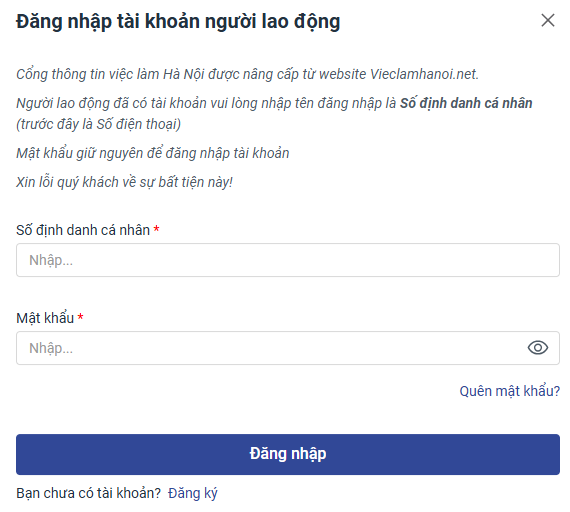 Đăng nhập tài khoản người lao động
Cổng thông tin việc làm Hà Nội được nâng cấp từ website Vieclamhanoi.net.
Người lao động đã có tài khoản vui lòng nhập tên đăng nhập là Số định danh cá nhân
(trước đây là Số điện thoại)
Mật khẩu giữ nguyên để đăng nhập tài khoản
Xin lỗi quý khách về sự bất tiện này!
Số định danh cá nhân *
Nhập...
Mật khẩu *
Nhập...
Quên mật khẩu?
Đăng nhập
Bạn chưa có tài khoản? Đăng ký